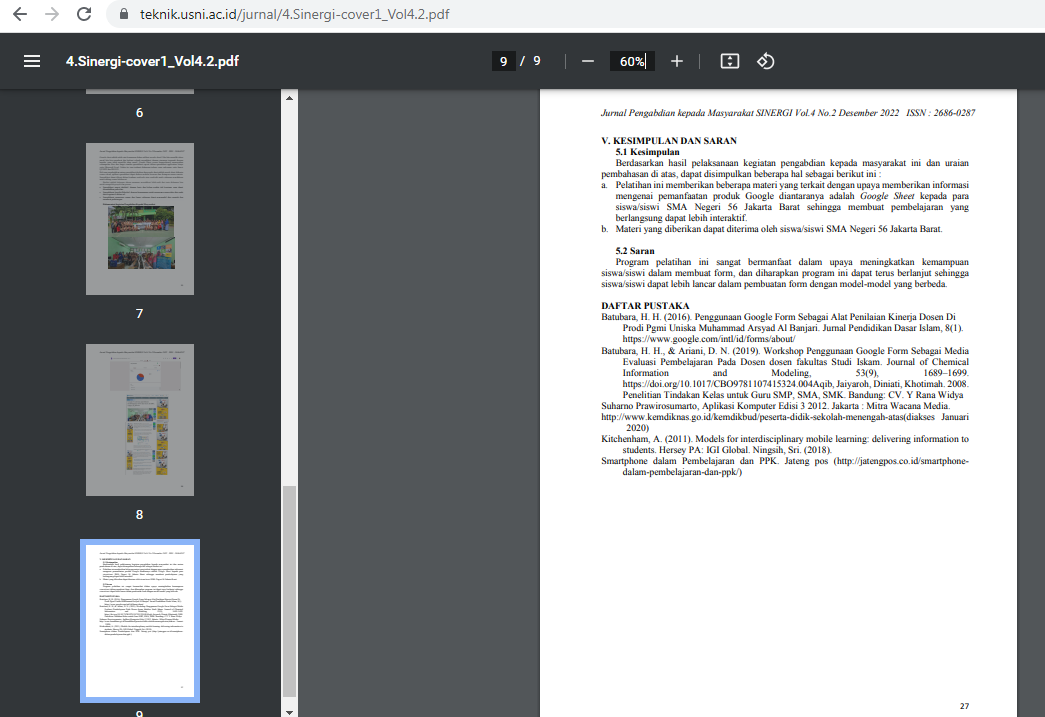 teknik.usni.ac.id/jurnal/4.Sinergi-cover1_Vol4.2.pdf
4.Sinergi-cover1_Vol4.2.pdf
9 / 9
60%
6
7
8
9
Jurnal Pengabdian kepada Masyarakat SINERGI Vol.4 No.2 Desember 2022 ISSN : 2686-0287
V. KESIMPULAN DAN SARAN
5.1 Kesimpulan
Berdasarkan hasil pelaksanaan kegiatan pengabdian kepada masyarakat ini dan uraian
pembahasan di atas, dapat disimpulkan beberapa hal sebagai berikut ini :
a. Pelatihan ini memberikan beberapa materi yang terkait dengan upaya memberikan informasi
mengenai pemanfaatan produk Google diantaranya adalah Google Sheet kepada para
siswa/siswi SMA Negeri 56 Jakarta Barat sehingga membuat pembelajaran yang
berlangsung dapat lebih interaktif.
b. Materi yang diberikan dapat diterima oleh siswa/siswi SMA Negeri 56 Jakarta Barat.
5.2 Saran
Program pelatihan ini sangat bermanfaat dalam upaya meningkatkan kemampuan
siswa/siswi dalam membuat form, dan diharapkan program ini dapat terus berlanjut sehingga
siswa/siswi dapat lebih lancar dalam pembuatan form dengan model-model yang berbeda.
DAFTAR PUSTAKA
Batubara, H. H. (2016). Penggunaan Google Form Sebagai Alat Penilaian Kinerja Dosen Di
Prodi Pgmi Uniska Muhammad Arsyad Al Banjari. Jurnal Pendidikan Dasar Islam, 8(1).
https://www.google.com/intl/id/forms/about/
Batubara, H. H., & Ariani, D. N. (2019). Workshop Penggunaan Google Form Sebagai Media
Evaluasi Pembelajaran Pada Dosen dosen fakultas Studi Iskam. Journal of Chemical
Information and Modeling, 53(9), 1689–1699.
https://doi.org/10.1017/CBO9781107415324.004Aqib, Jaiyaroh, Diniati, Khotimah. 2008.
Penelitian Tindakan Kelas untuk Guru SMP, SMA, SMK. Bandung: CV. Y Rana Widya
Suharno Prawirosumarto, Aplikasi Komputer Edisi 3 2012. Jakarta : Mitra Wacana Media.
http://www.kemdiknas.go.id/kemdikbud/peserta-didik-sekolah-menengah-atas(diakses Januari
2020)
Kitchenham, A. (2011). Models for interdisciplinary mobile learning: delivering information to
students. Hersey PA: IGI Global. Ningsih, Sri. (2018).
Smartphone dalam Pembelajaran dan PPK. Jateng pos (http://jatengpos.co.id/smartphone-
dalam-pembelajaran-dan-ppk/)
27